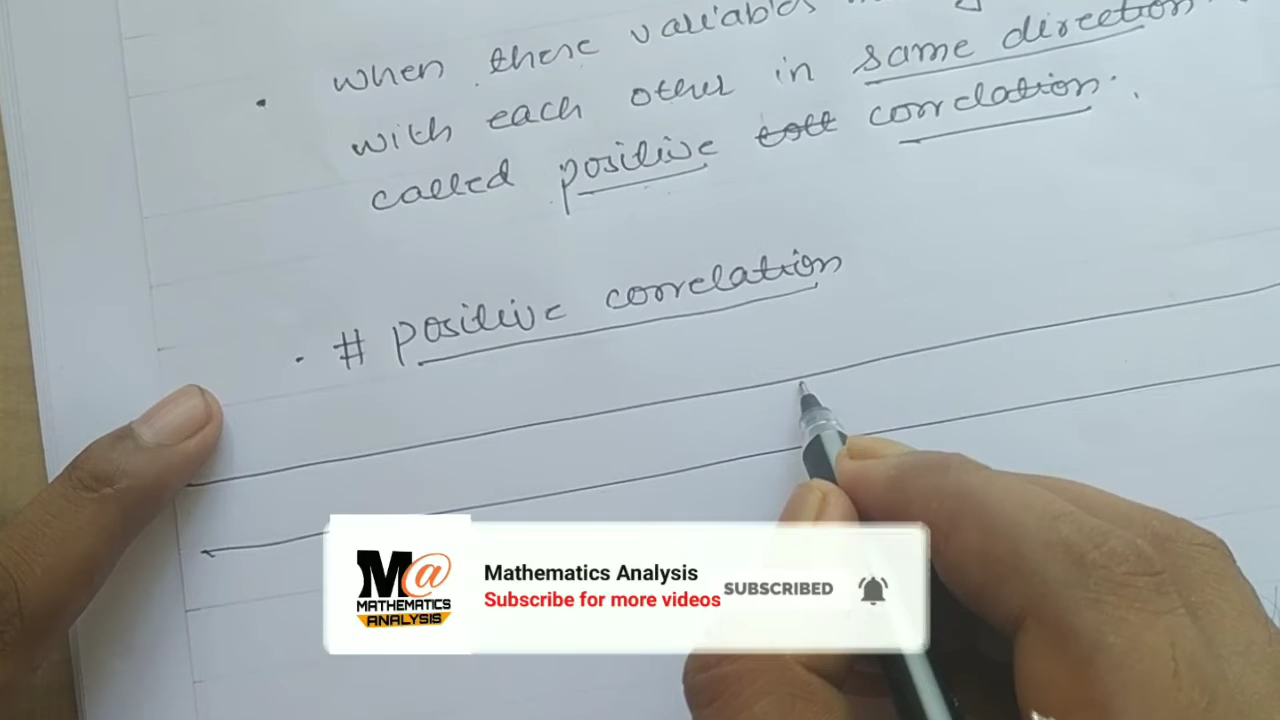 • when these variables
with each other in same direction
called positive correlation.
• # positive correlation
M@
MATHEMATICS
ANALYSIS
Mathematics Analysis
Subscribe for more videos
SUBSCRIBED